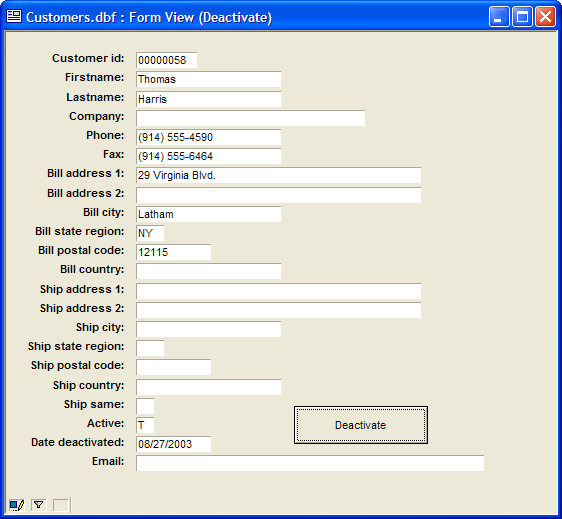 Customers.dbf : Form View (Deactivate)
Customer id: 00000058
Firstname: Thomas
Lastname: Harris
Company:
Phone: (914) 555-4590
Fax: (914) 555-6464
Bill address 1: 29 Virginia Blvd.
Bill address 2:
Bill city: Latham
Bill state region: NY
Bill postal code: 12115
Bill country:
Ship address 1:
Ship address 2:
Ship city:
Ship state region:
Ship postal code:
Ship country:
Ship same:
Active: T
Deactivate
Date deactivated: 08/27/2003
Email: